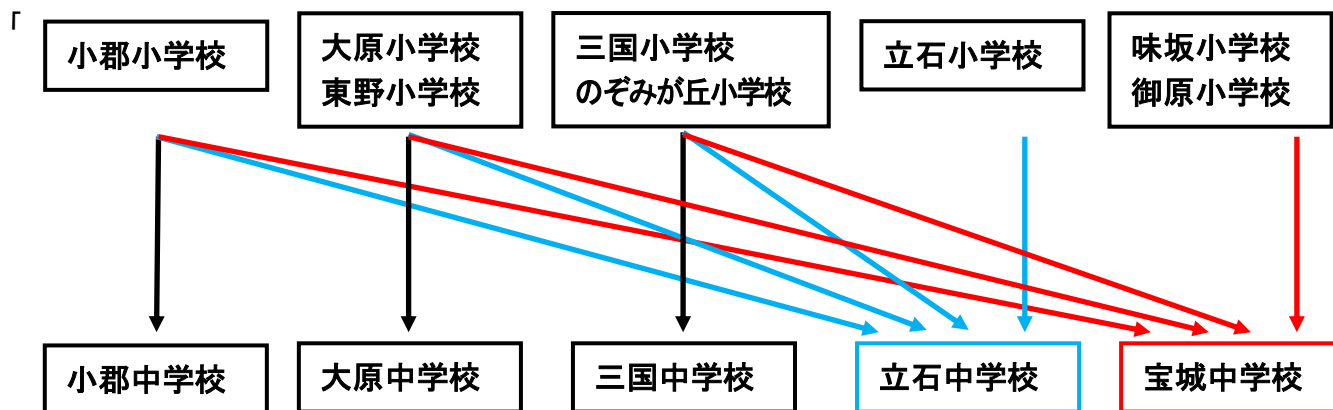 「
小郡小学校
大原小学校
東野小学校
三国小学校
のぞみが丘小学校
立石小学校
味坂小学校
御原小学校
小郡中学校
大原中学校
三国中学校
立石中学校
宝城中学校